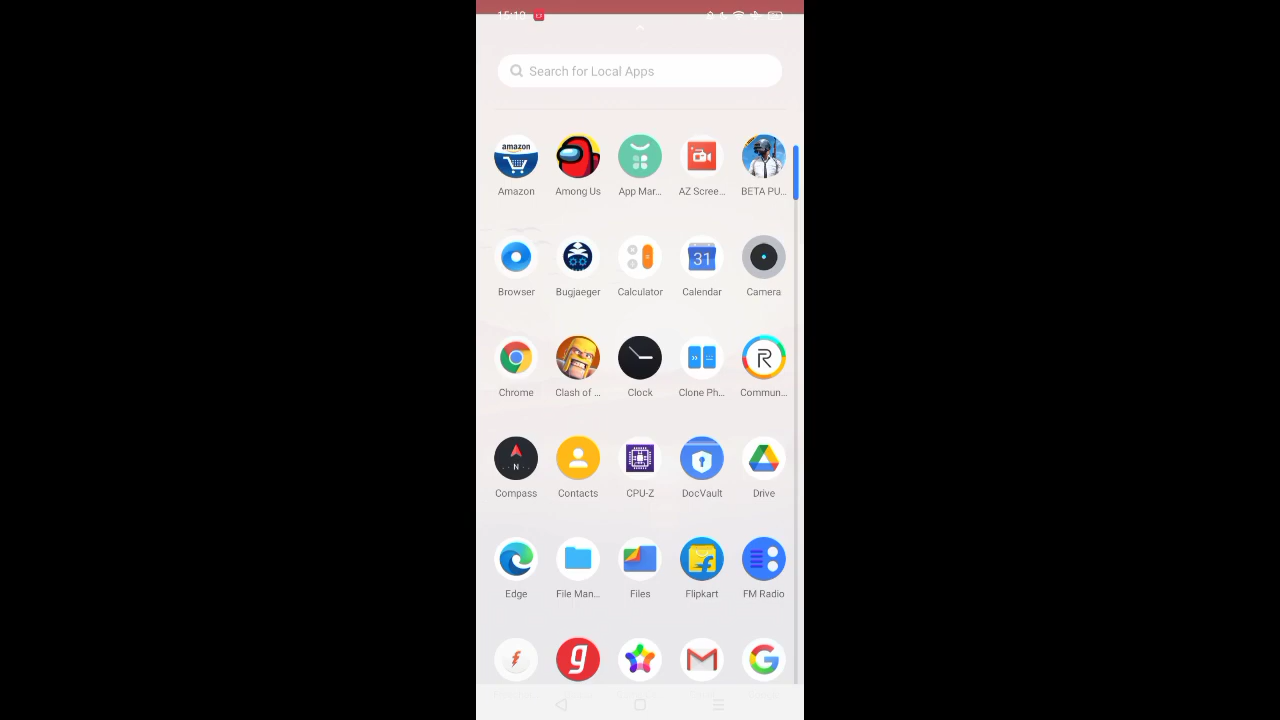 15:19
Search for Local Apps
amazon
Amazon
Among Us
App Mar...
AZ Scree...
BETA PU...
31
Browser
Bugjaeger
Calculator
Calendar
Camera
Chrome
Clash of ...
Clock
Clone Ph...
Commun...
N
Compass
Contacts
CPU-Z
DocVault
Drive
Edge
File Man...
Files
Flipkart
FM Radio